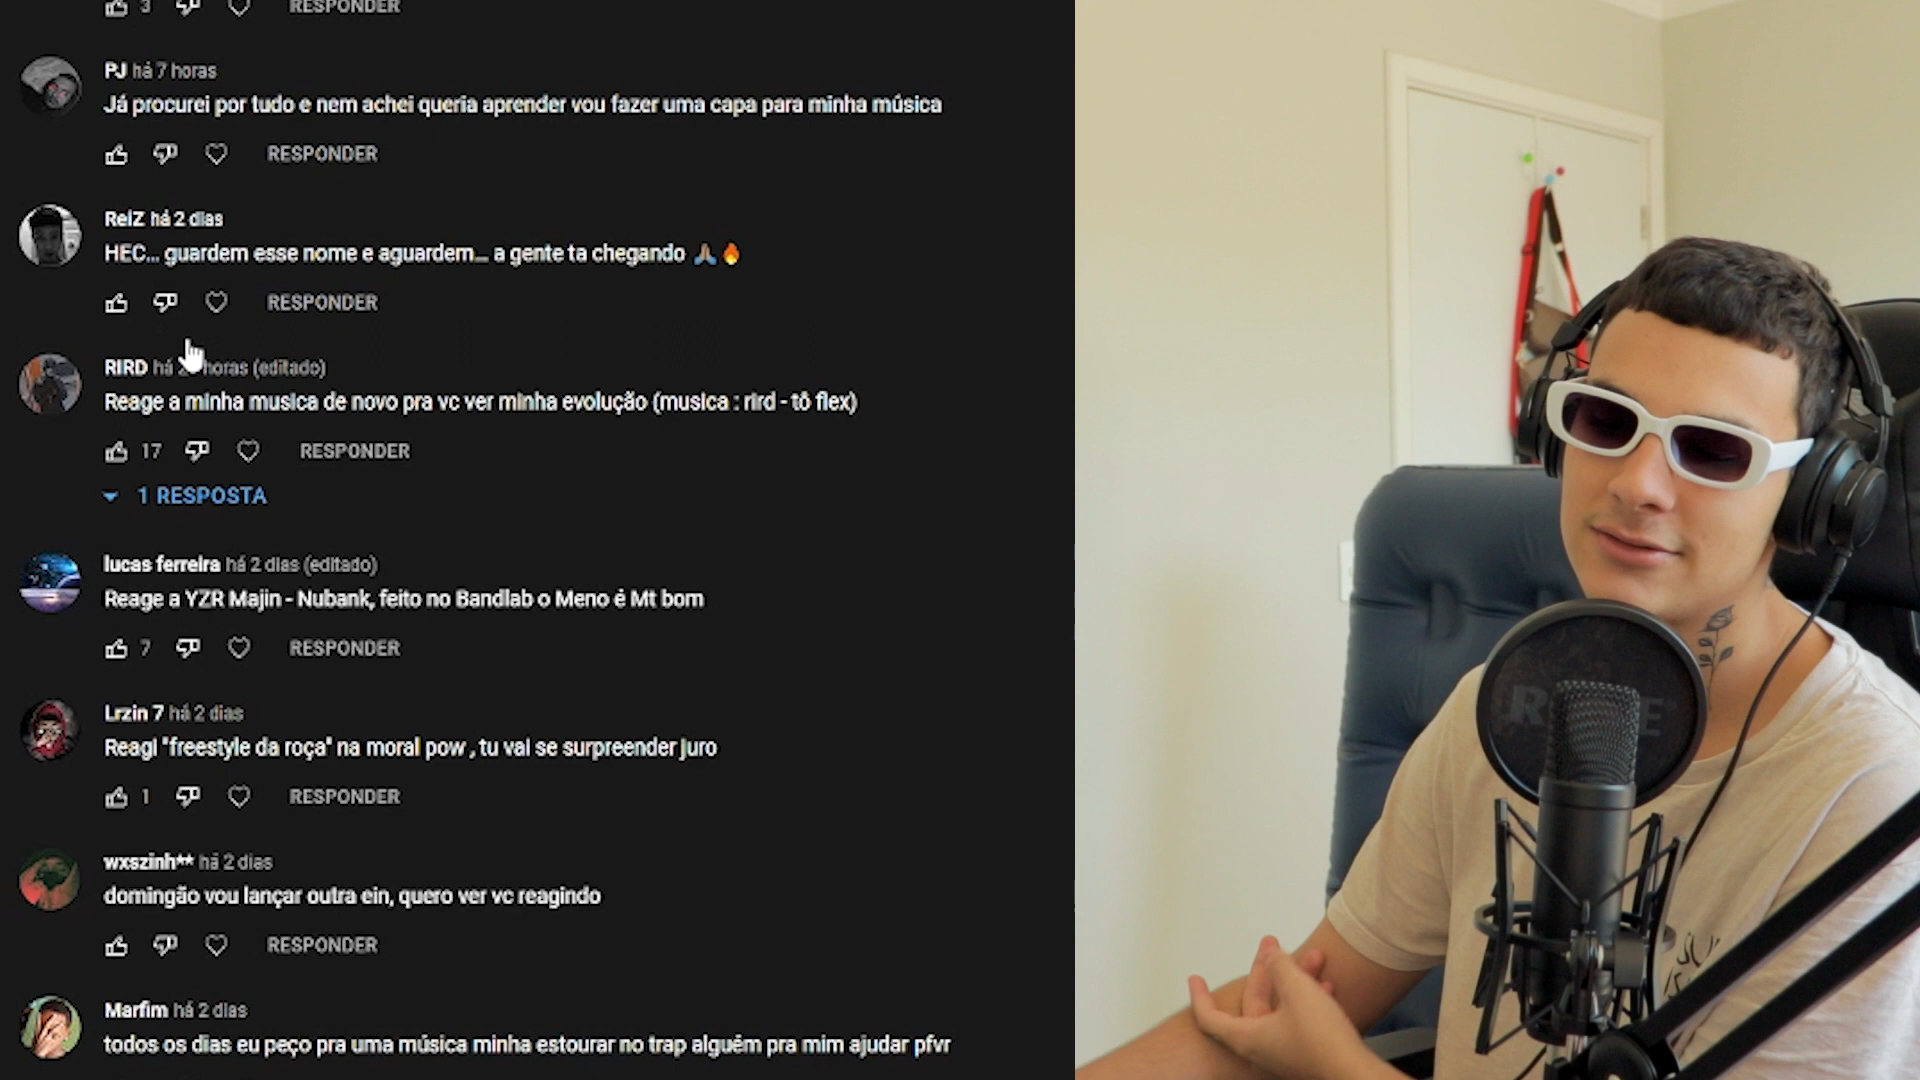 3 RESPONDER
PJ há 7 horas
Já procurei por tudo e nem achei queria aprender vou fazer uma capa para minha música
RESPONDER
ReiZ há 2 dias
HEC... guardem esse nome e aguardem... a gente ta chegando 🙏🏽🔥
RESPONDER
RIRD há horas (editado)
Reage a minha musica de novo pra vc ver minha evolução (musica : rird - tô flex)
17 RESPONDER
1 RESPOSTA
lucas ferreira há 2 dias (editado)
Reage a YZR Majin - Nubank, feito no Bandlab o Meno é Mt bom
7 RESPONDER
Lrzin 7 há 2 dias
Reagi "freestyle da roça" na moral pow , tu vai se surpreender juro
1 RESPONDER
wxszinh** há 2 dias
domingão vou lançar outra ein, quero ver vc reagindo
RESPONDER
Marfim há 2 dias
todos os dias eu peço pra uma música minha estourar no trap alguém pra mim ajudar pfvr